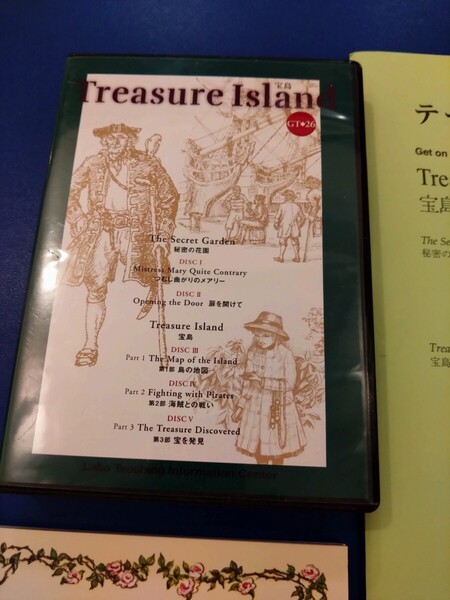 Treasure Island
宝島
GT◆26
The Secret Garden
秘密の花園
DISC I
Mistress Mary Quite Contrary
つむじ曲がりのメアリー
DISC II
Opening the Door 扉を開けて
Treasure Island
宝島
DISC III
Part 1 The Map of the Island
第1部 島の地図
DISC IV
Part 2 Fighting with Pirates
第2部 海賊との戦い
DISC V
Part 3 The Treasure Discovered
第3部 宝を発見
Labo Teaching Information Center
テー
Get on
Tre
宝島
The Se
秘密の
Treas
宝島